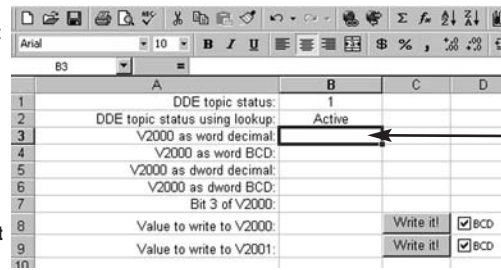 Arial 10 B I U $ % ,
B3 =
A B C D
1 DDE topic status: 1
2 DDE topic status using lookup: Active
3 V2000 as word decimal:
4 V2000 as word BCD:
5 V2000 as dword decimal:
6 V2000 as dword BCD:
7 Bit 3 of V2000:
8 Value to write to V2000: Write it! BCD
9 Value to write to V2001: Write it! BCD
10